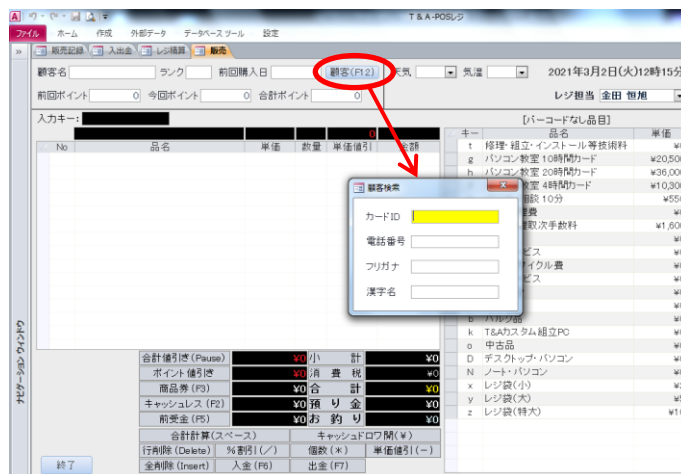 T & A-POSレジ
ファイル ホーム 作成 外部データ データベース ツール 設定
販売記録 入出金 レジ精算 販売
顧客名 ランク 前回購入日 顧客(F12) 天気 気温 2021年3月2日(火)12時15分
前回ポイント 0 今回ポイント 0 合計ポイント 0 レジ担当 金田 恒旭
入力キー: [バーコードなし品目]
0
No 品名 単価 数量 単価値引 金額 キー 品名 単価
t 修理・組立・インストール等技術料
g パソコン教室 10時間カード ¥20,500
h パソコン教室 20時間カード ¥36,000
教室 4時間カード ¥10,300
相談 10分 ¥550
費
取次手数料 ¥1,600
ビス
イクル費
ビス
b バルク品
k T&Aカスタム組立PC
o 中古品
D デスクトップ・パソコン
N ノート・パソコン
x レジ袋(小)
y レジ袋(大)
z レジ袋(特大)
顧客検索
カードID
電話番号
フリガナ
漢字名
合計値引き(Pause) ¥0 小 計 ¥0
ポイント値引き ¥0 消 費 税 ¥0
商品券(F3) ¥0 合 計 ¥0
キャッシュレス(F2) ¥0 預 り 金 ¥0
前受金(F5) ¥0 お 釣 り ¥0
合計計算(スペース) キャッシュドロワ開(¥)
行削除(Delete) %割引(/) 個数(*) 単価値引(-)
終了 全削除(Insert) 入金(F6) 出金(F7)
ナビゲーション ウィンドウ